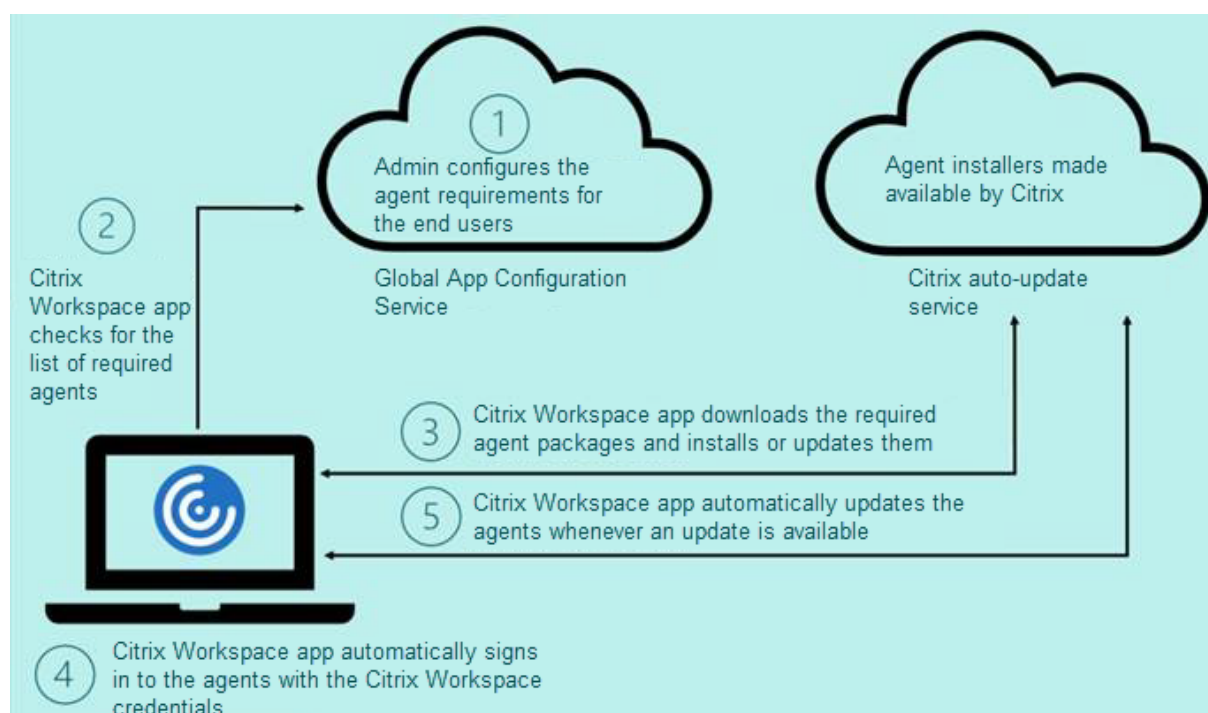 1
Admin configures the
agent requirements for
the end users
Global App Configuration
Service
Agent installers made
available by Citrix
Citrix auto-update
service
2
Citrix
Workspace app
checks for the
list of required
agents
3
Citrix Workspace app downloads the required
agent packages and installs or updates them
5
Citrix Workspace app automatically updates the
agents whenever an update is available
4
Citrix Workspace app automatically signs
in to the agents with the Citrix Workspace
credentials